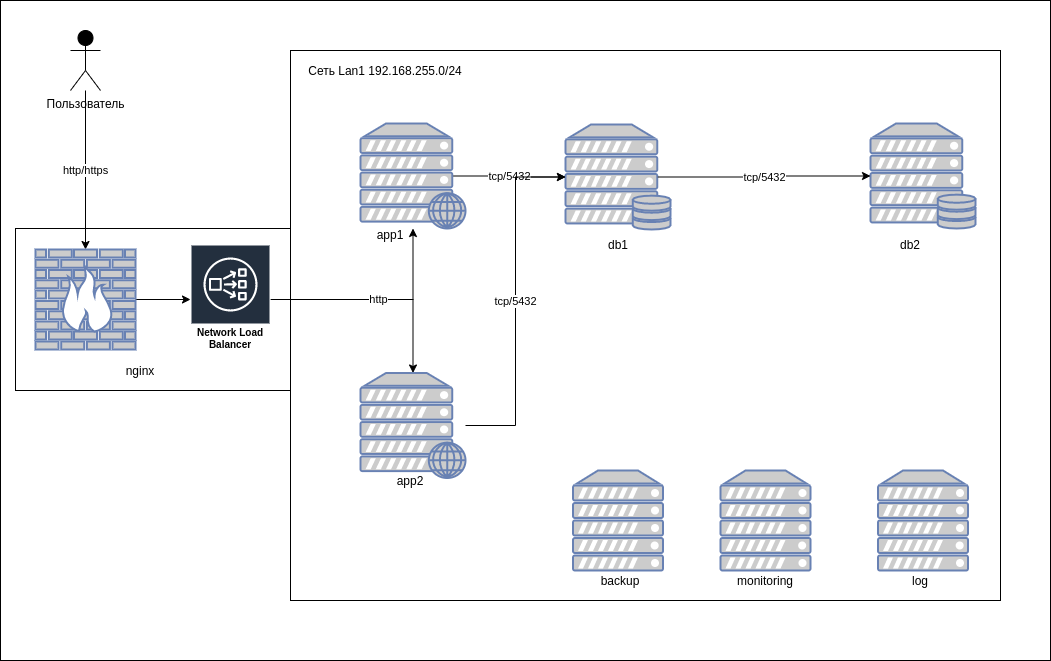 Пользователь
http/https
Сеть Lan1 192.168.255.0/24
app1
tcp/5432
db1
tcp/5432
db2
http
tcp/5432
Network Load
Balancer
nginx
app2
backup
monitoring
log